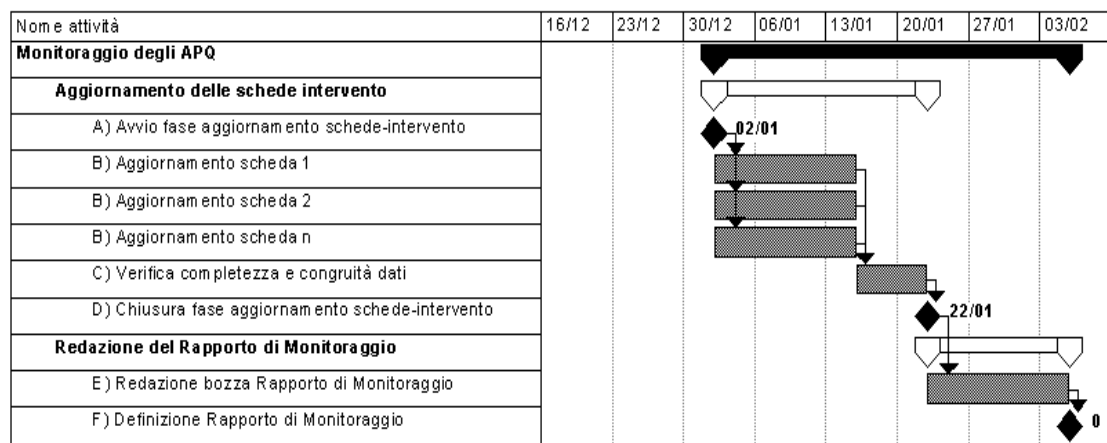 Nome attività 16/12 23/12 30/12 06/01 13/01 20/01 27/01 03/02
Monitoraggio degli APQ
Aggiornamento delle schede intervento
A) Avvio fase aggiornamento schede-intervento 02/01
B) Aggiornamento scheda 1
B) Aggiornamento scheda 2
B) Aggiornamento scheda n
C) Verifica completezza e congruità dati
D) Chiusura fase aggiornamento schede-intervento 22/01
Redazione del Rapporto di Monitoraggio
E) Redazione bozza Rapporto di Monitoraggio
F) Definizione Rapporto di Monitoraggio 0